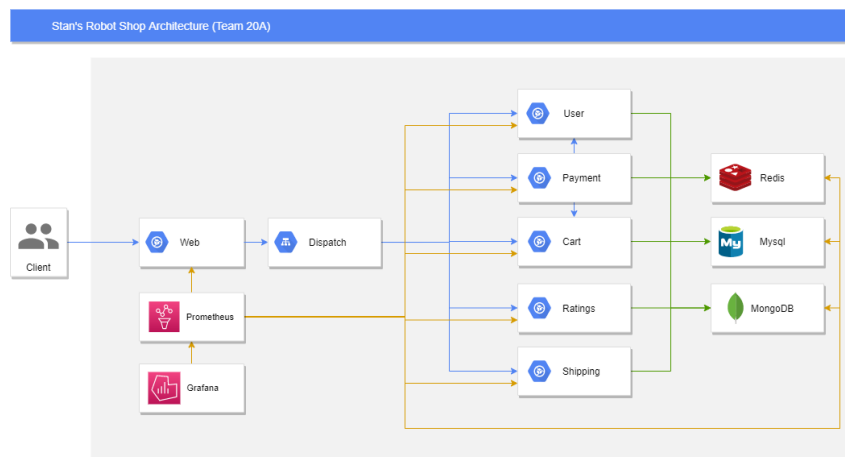 Stan's Robot Shop Architecture (Team 20A)
User
Payment
Redis
Client
Web
Dispatch
Cart
My
Mysql
Prometheus
Ratings
MongoDB
Grafana
Shipping